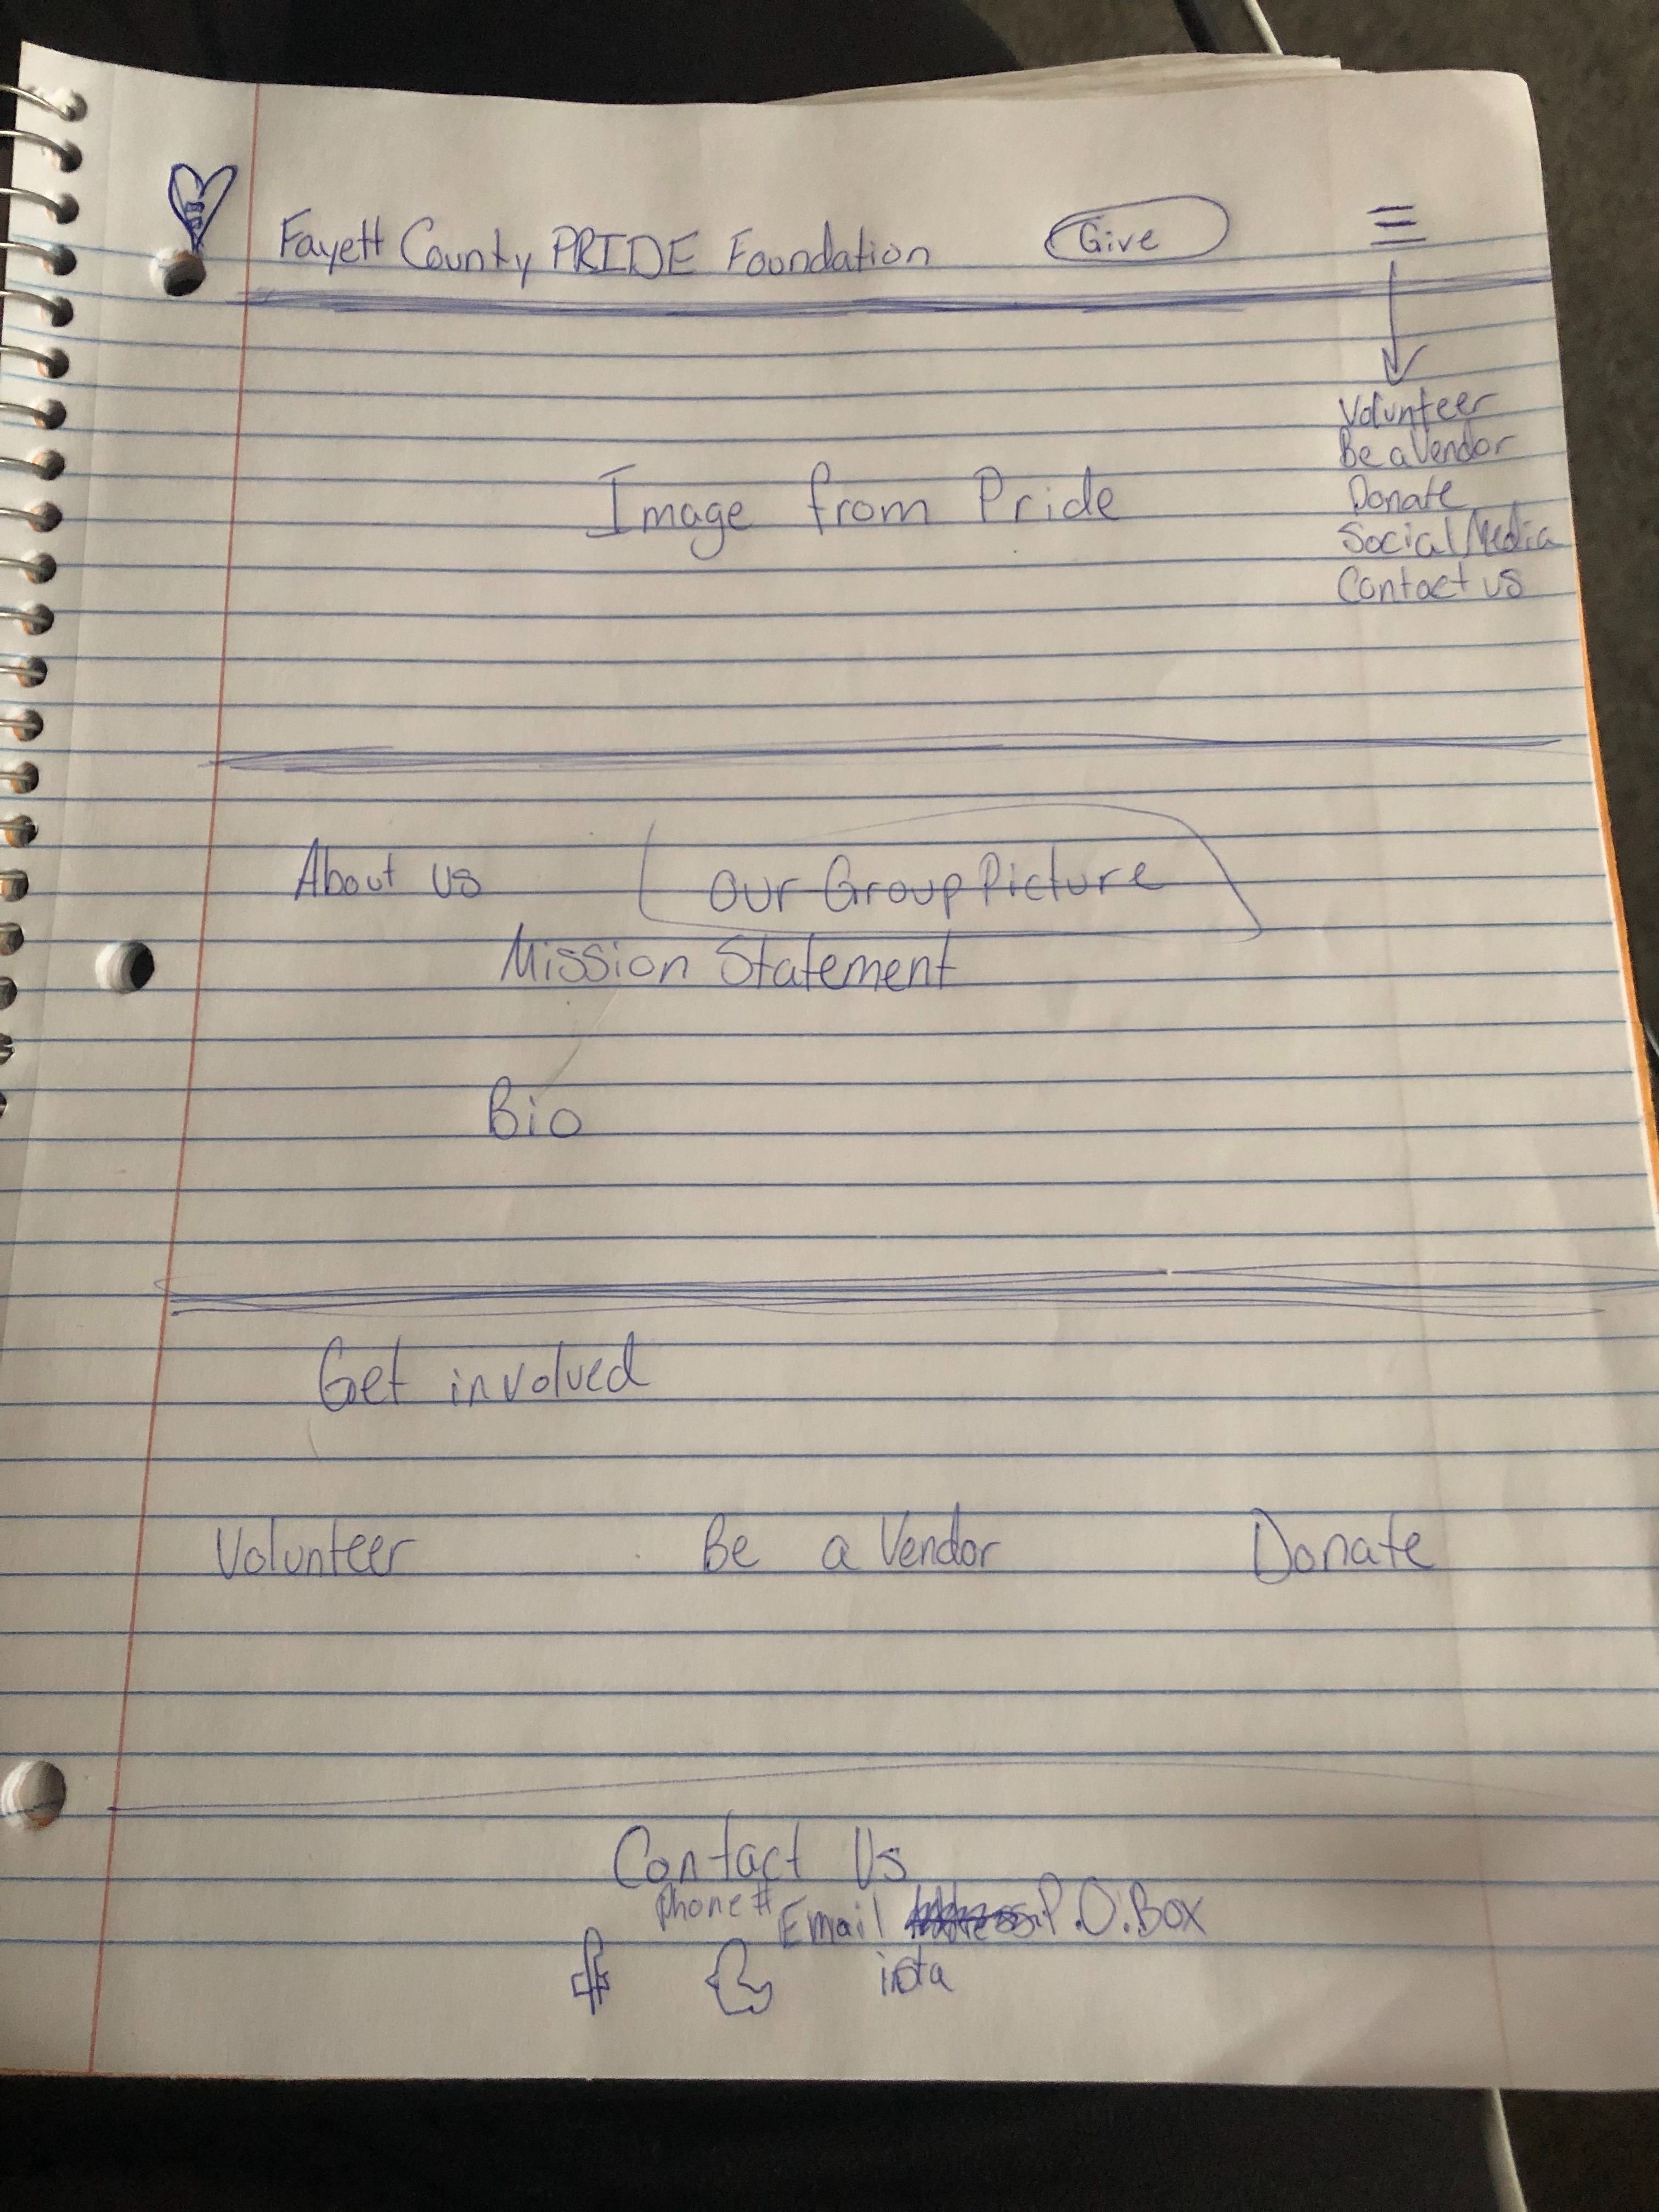 Fayett County PRIDE Foundation Give
Volunteer
Be a Vendor
Donate
Social Media
Contact us
Image from Pride
About us our Group Picture
Mission Statement
Bio
Get involved
Volunteer Be a Vendor Donate
Contact Us
Phone # Email P.O. Box
f insta